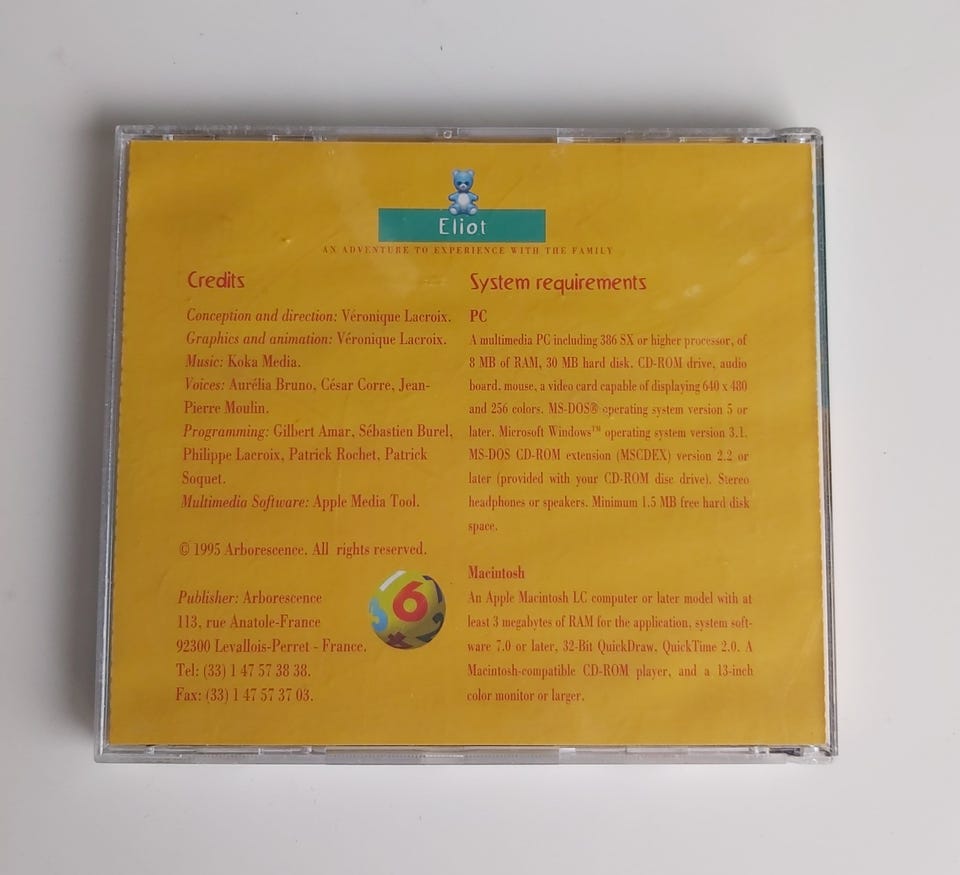 Eliot
AN ADVENTURE TO EXPERIENCE WITH THE FAMILY
Credits
Conception and direction: Véronique Lacroix.
Graphics and animation: Véronique Lacroix.
Music: Koka Media.
Voices: Aurélia Bruno, César Corre, Jean-
Pierre Moulin.
Programming: Gilbert Amar, Sébastien Burel,
Philippe Lacroix, Patrick Rochet, Patrick
Soquet.
Multimedia Software: Apple Media Tool.
© 1995 Arborescence. All rights reserved.
Publisher: Arborescence
113, rue Anatole-France
92300 Levallois-Perret - France.
Tel: (33) 1 47 57 38 38.
Fax: (33) 1 47 57 37 03.
6
System requirements
PC
A multimedia PC including 386 SX or higher processor, of
8 MB of RAM, 30 MB hard disk, CD-ROM drive, audio
board, mouse, a video card capable of displaying 640 x 480
and 256 colors. MS-DOS® operating system version 5 or
later. Microsoft Windows™ operating system version 3.1.
MS-DOS CD-ROM extension (MSCDEX) version 2.2 or
later (provided with your CD-ROM disc drive). Stereo
headphones or speakers. Minimum 1.5 MB free hard disk
space.
Macintosh
An Apple Macintosh LC computer or later model with at
least 3 megabytes of RAM for the application, system soft-
ware 7.0 or later, 32-Bit QuickDraw, QuickTime 2.0. A
Macintosh-compatible CD-ROM player, and a 13-inch
color monitor or larger.